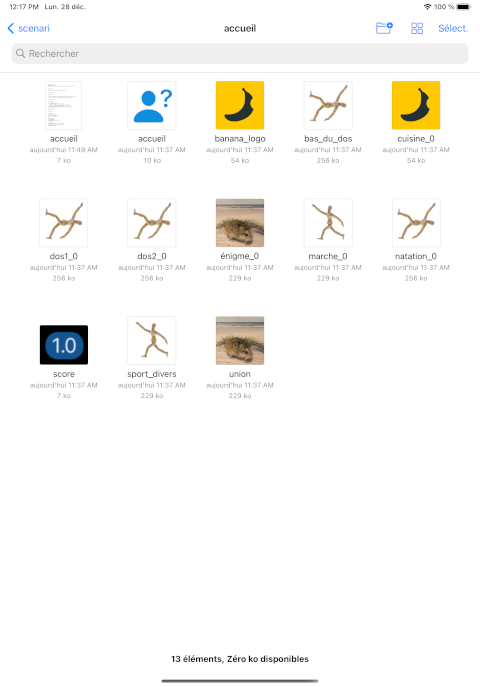 12:17 PM Lun. 28 déc.
100 %
scenari
accueil
Sélect.
Rechercher
accueil
aujourd'hui 11:49 AM
7 ko
accueil
aujourd'hui 11:37 AM
10 ko
banana_logo
aujourd'hui 11:37 AM
54 ko
bas_du_dos
aujourd'hui 11:37 AM
256 ko
cuisine_0
aujourd'hui 11:37 AM
54 ko
dos1_0
aujourd'hui 11:37 AM
256 ko
dos2_0
aujourd'hui 11:37 AM
256 ko
énigme_0
aujourd'hui 11:37 AM
229 ko
marche_0
aujourd'hui 11:37 AM
229 ko
natation_0
aujourd'hui 11:37 AM
256 ko
1.0
score
aujourd'hui 11:37 AM
7 ko
sport_divers
aujourd'hui 11:37 AM
229 ko
union
aujourd'hui 11:37 AM
229 ko
13 éléments, Zéro ko disponibles